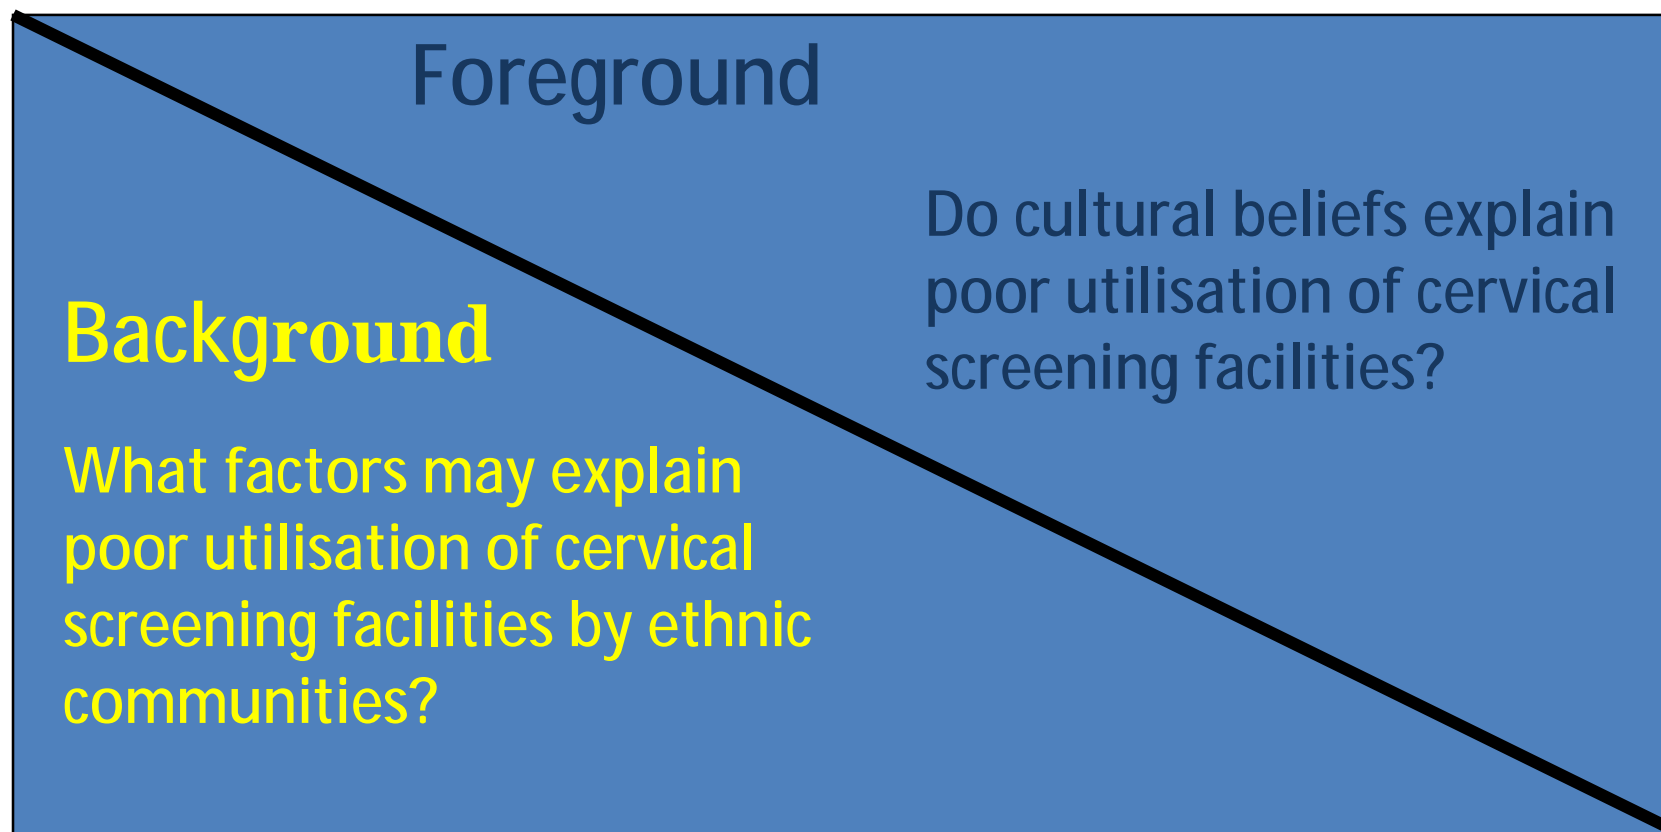 Foreground
Do cultural beliefs explain
poor utilisation of cervical
screening facilities?
Background
What factors may explain
poor utilisation of cervical
screening facilities by ethnic
communities?